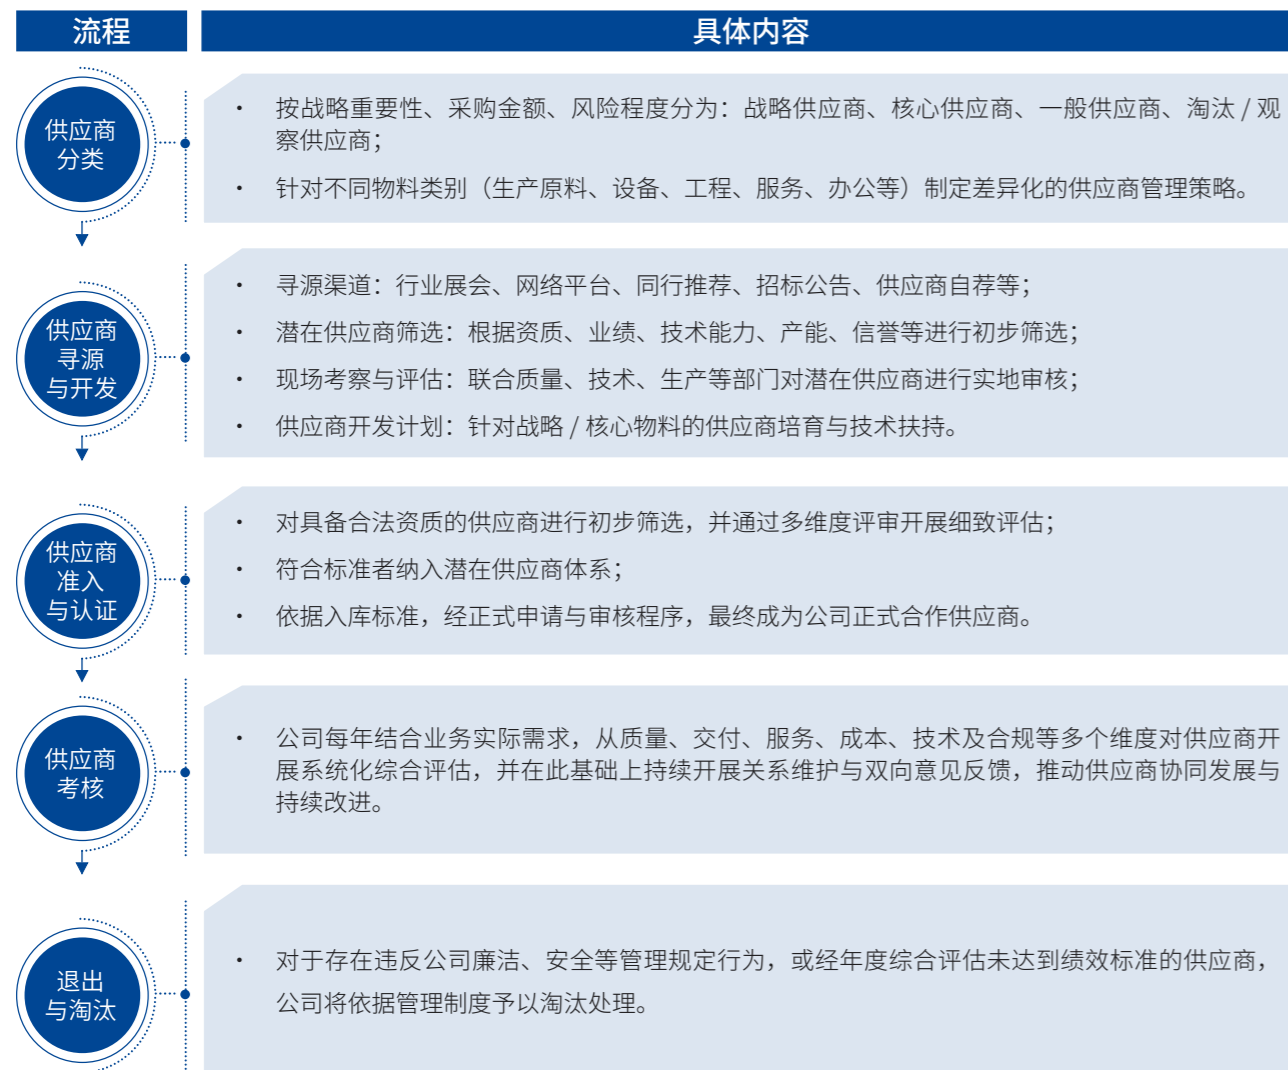 流程
具体内容
供应商
分类
· 按战略重要性、采购金额、风险程度分为：战略供应商、核心供应商、一般供应商、淘汰 / 观
察供应商；
· 针对不同物料类别（生产原料、设备、工程、服务、办公等）制定差异化的供应商管理策略。
供应商
寻源
与开发
· 寻源渠道：行业展会、网络平台、同行推荐、招标公告、供应商自荐等；
· 潜在供应商筛选：根据资质、业绩、技术能力、产能、信誉等进行初步筛选；
· 现场考察与评估：联合质量、技术、生产等部门对潜在供应商进行实地审核；
· 供应商开发计划：针对战略 / 核心物料的供应商培育与技术扶持。
供应商
准入
与认证
· 对具备合法资质的供应商进行初步筛选，并通过多维度评审开展细致评估；
· 符合标准者纳入潜在供应商体系；
· 依据入库标准，经正式申请与审核程序，最终成为公司正式合作供应商。
供应商
考核
· 公司每年结合业务实际需求，从质量、交付、服务、成本、技术及合规等多个维度对供应商开
展系统化综合评估，并在此基础上持续开展关系维护与双向意见反馈，推动供应商协同发展与
持续改进。
退出
与淘汰
· 对于存在违反公司廉洁、安全等管理规定行为，或经年度综合评估未达到绩效标准的供应商，
公司将依据管理制度予以淘汰处理。